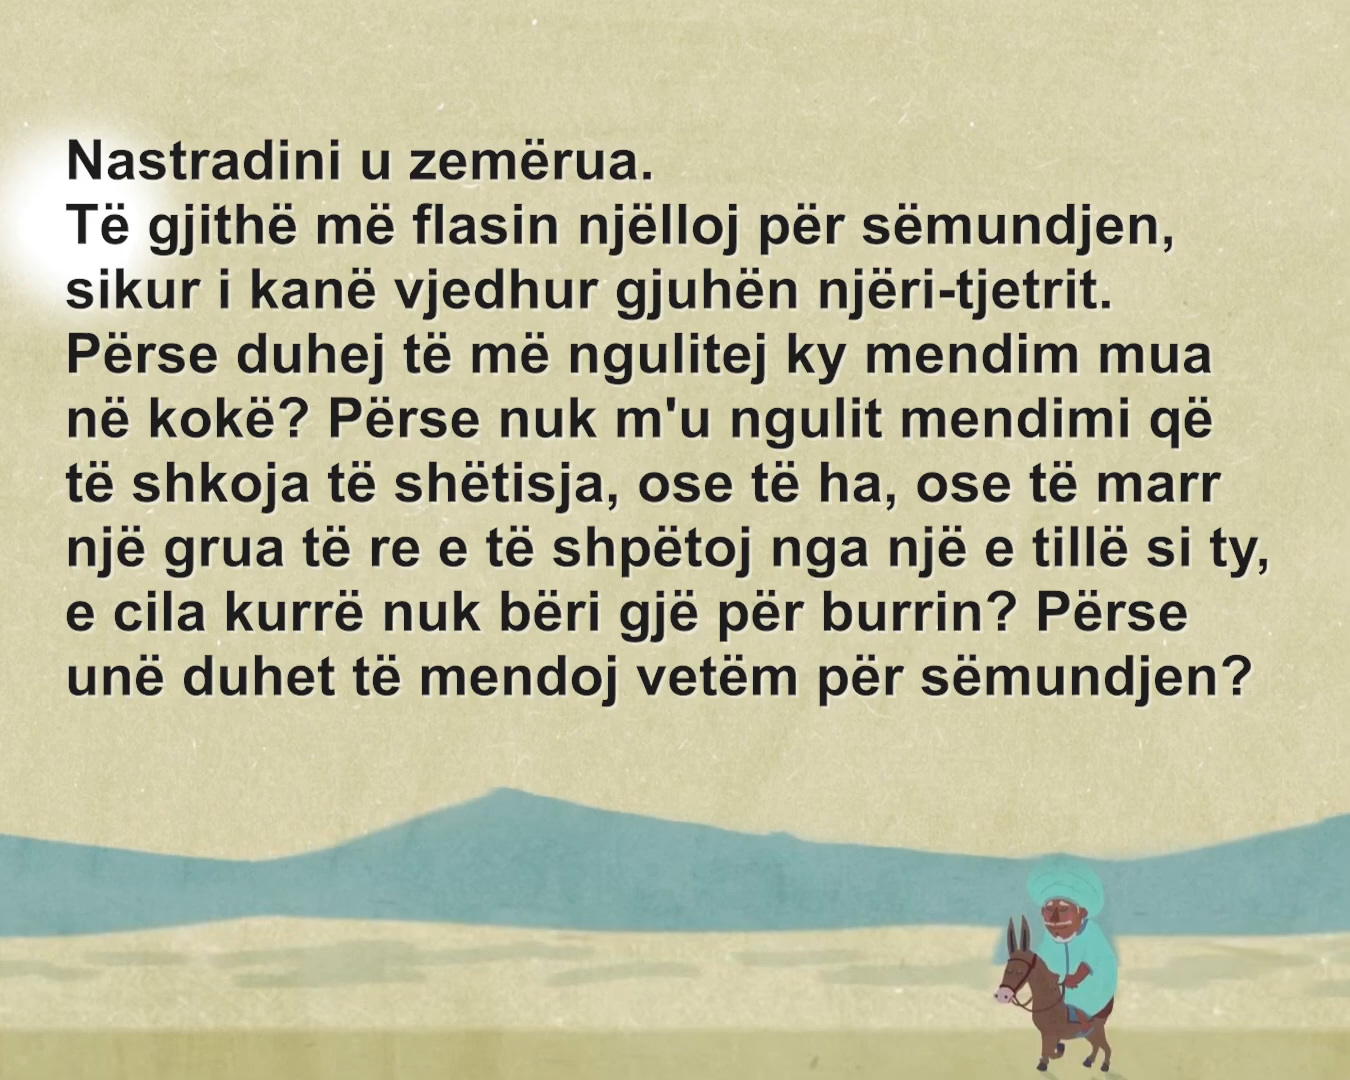 Nastradini u zemërua.
Të gjithë më flasin njëlloj për sëmundjen,
sikur i kanë vjedhur gjuhën njëri-tjetrit.
Përse duhej të më ngulitej ky mendim mua
në kokë? Përse nuk m'u ngulit mendimi që
të shkoja të shëtisja, ose të ha, ose të marr
një grua të re e të shpëtoj nga një e tillë si ty,
e cila kurrë nuk bëri gjë për burrin? Përse
unë duhet të mendoj vetëm për sëmundjen?